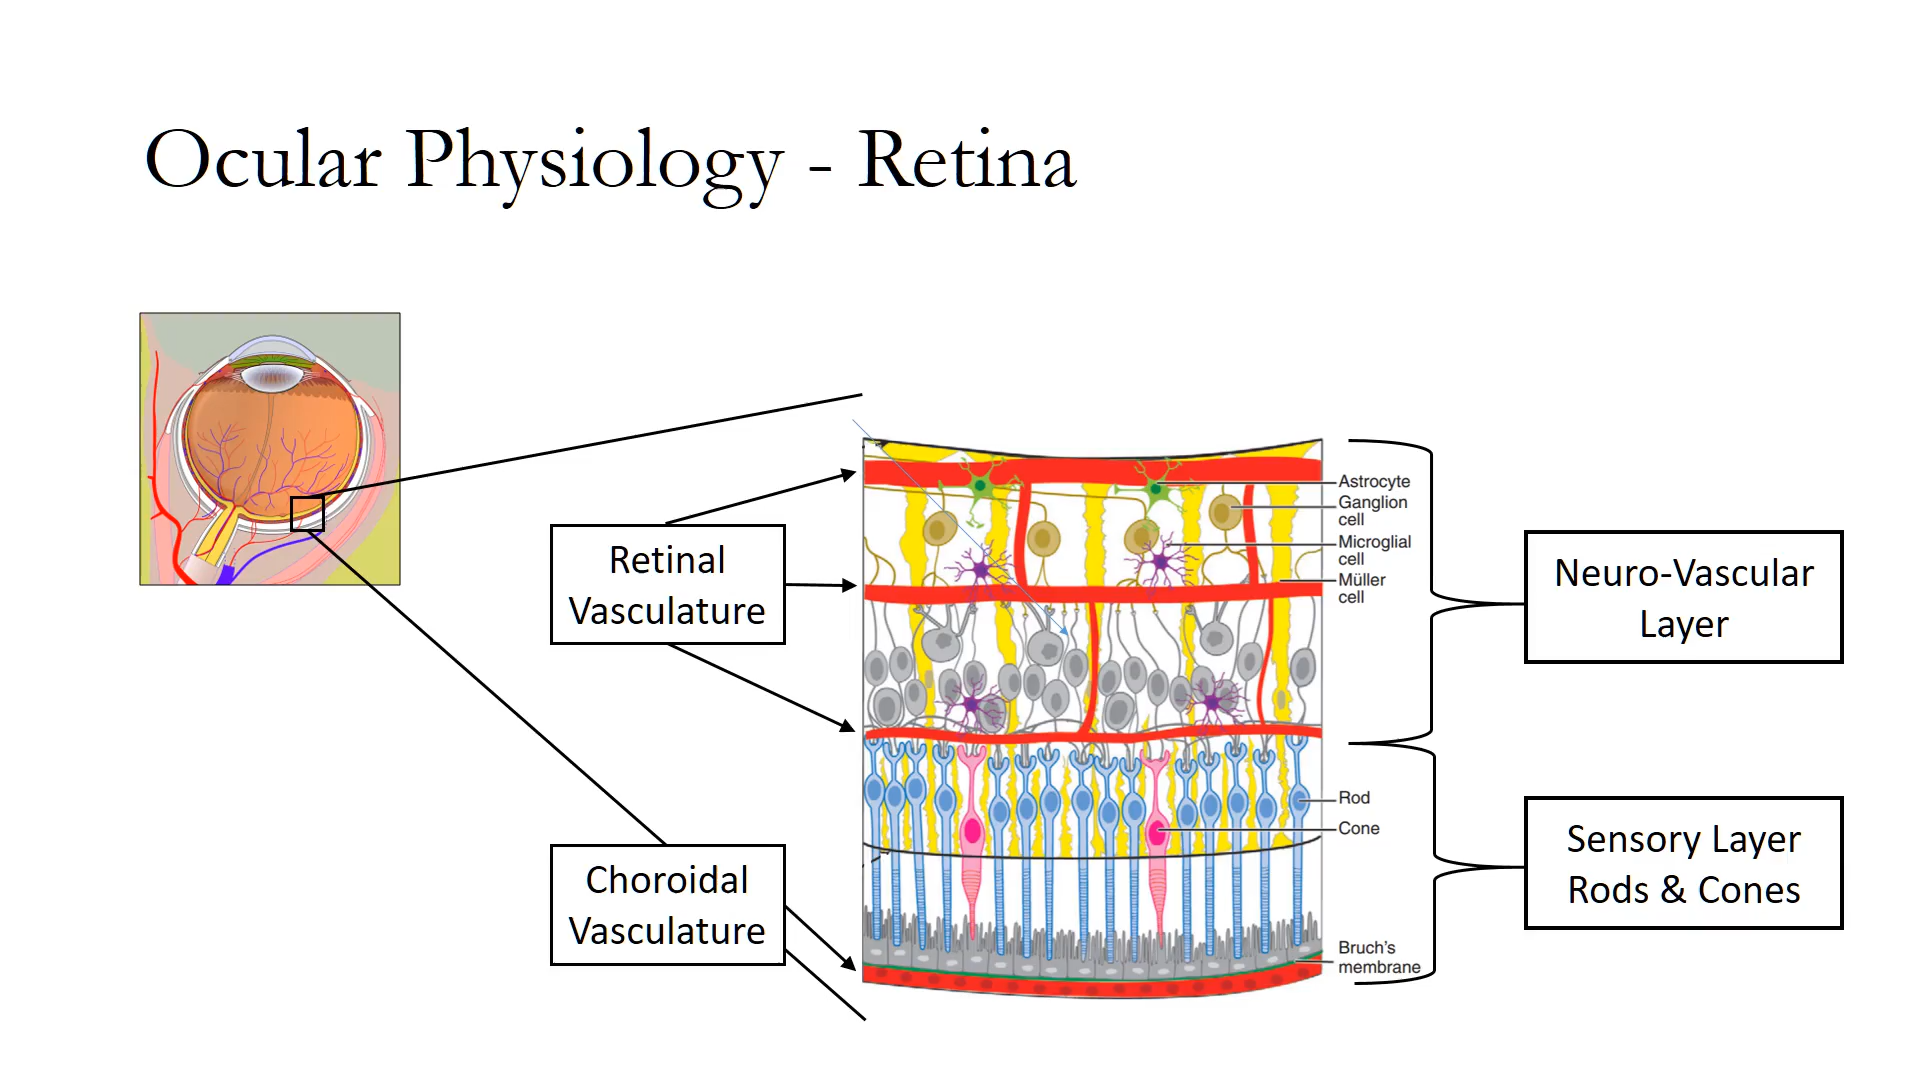 Ocular Physiology - Retina
Retinal
Vasculature
Choroidal
Vasculature
Astrocyte
Ganglion
cell
Microglial
cell
Müller
cell
Rod
Cone
Bruch's
membrane
Neuro-Vascular
Layer
Sensory Layer
Rods & Cones